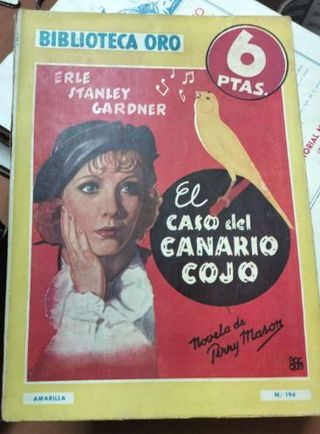 BIBLIOTECA ORO
6
PTAS.
ERLE
STANLEY
GARDNER
El
CASO del
CANARIO
COJO
Novela de
Perry Mason
AMARILLA
N.º 194